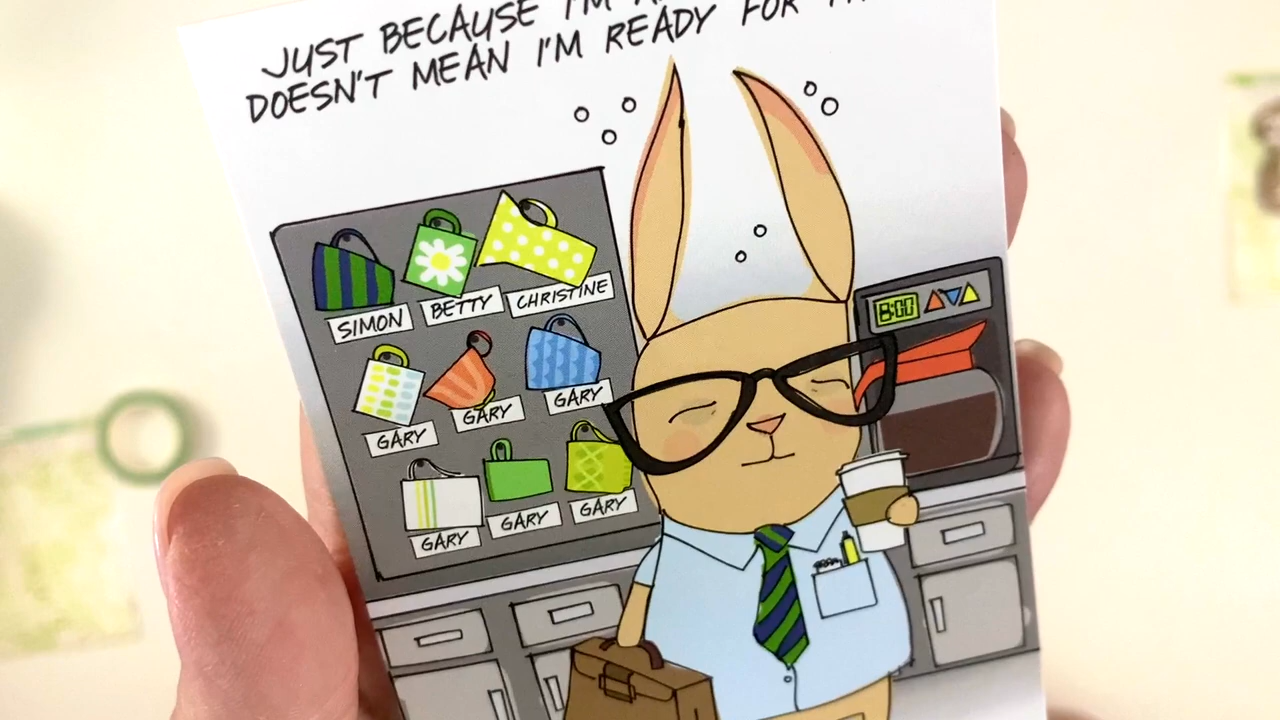 JUST BECAUSE I'M
DOESN'T MEAN I'M READY FOR
SIMON
BETTY
CHRISTINE
GARY
GARY
GARY
GARY
GARY
GARY
8:00